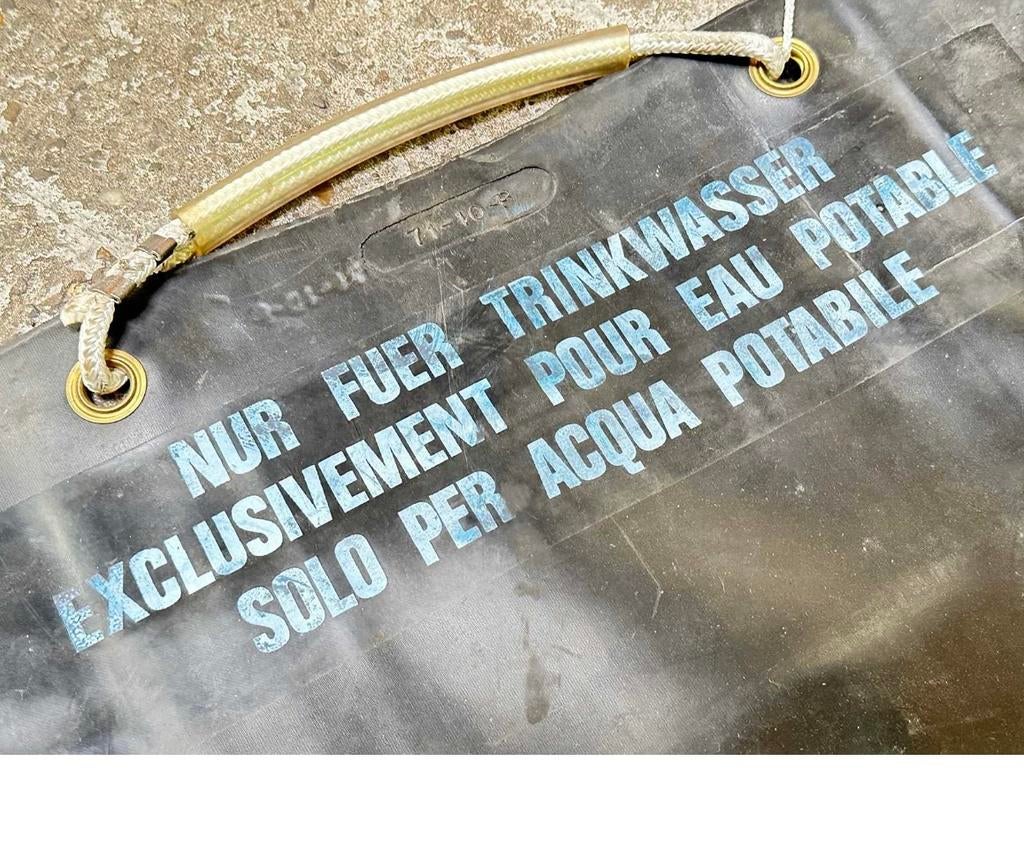 NUR FUER TRINKWASSER
EXCLUSIVEMENT POUR EAU POTABLE
SOLO PER ACQUA POTABILE